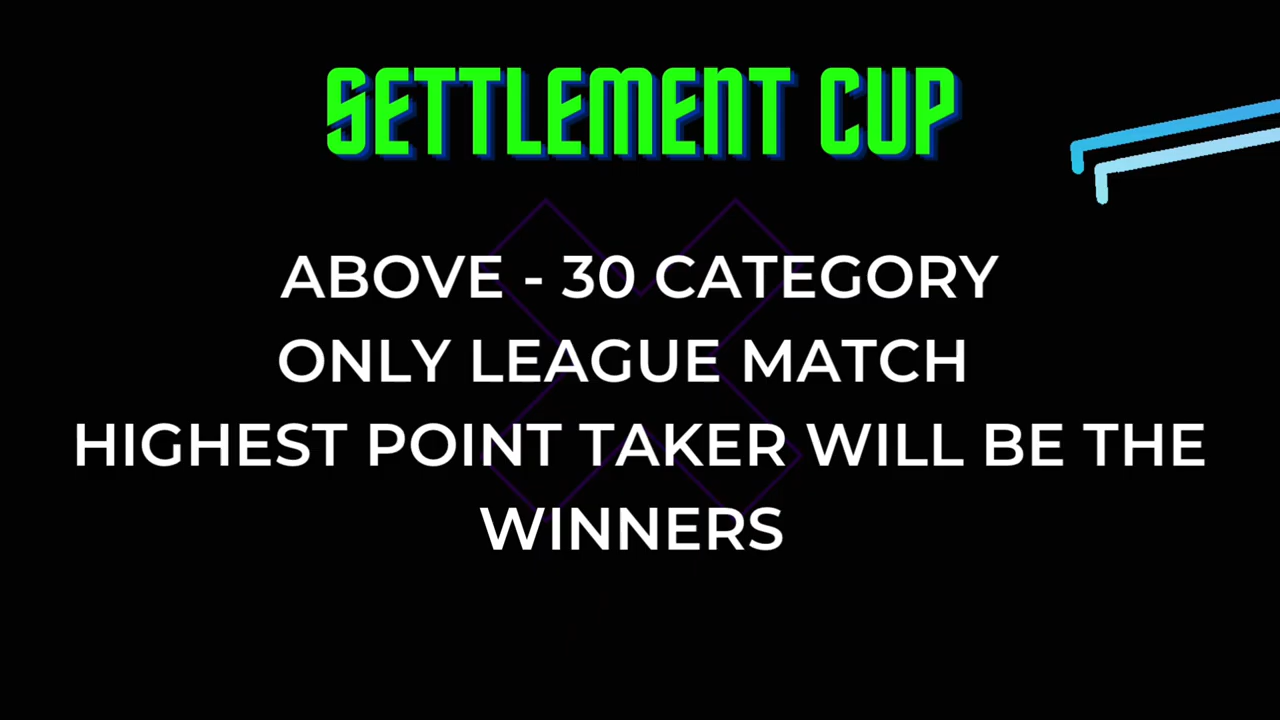 SETTLEMENT CUP
ABOVE - 30 CATEGORY
ONLY LEAGUE MATCH
HIGHEST POINT TAKER WILL BE THE
WINNERS